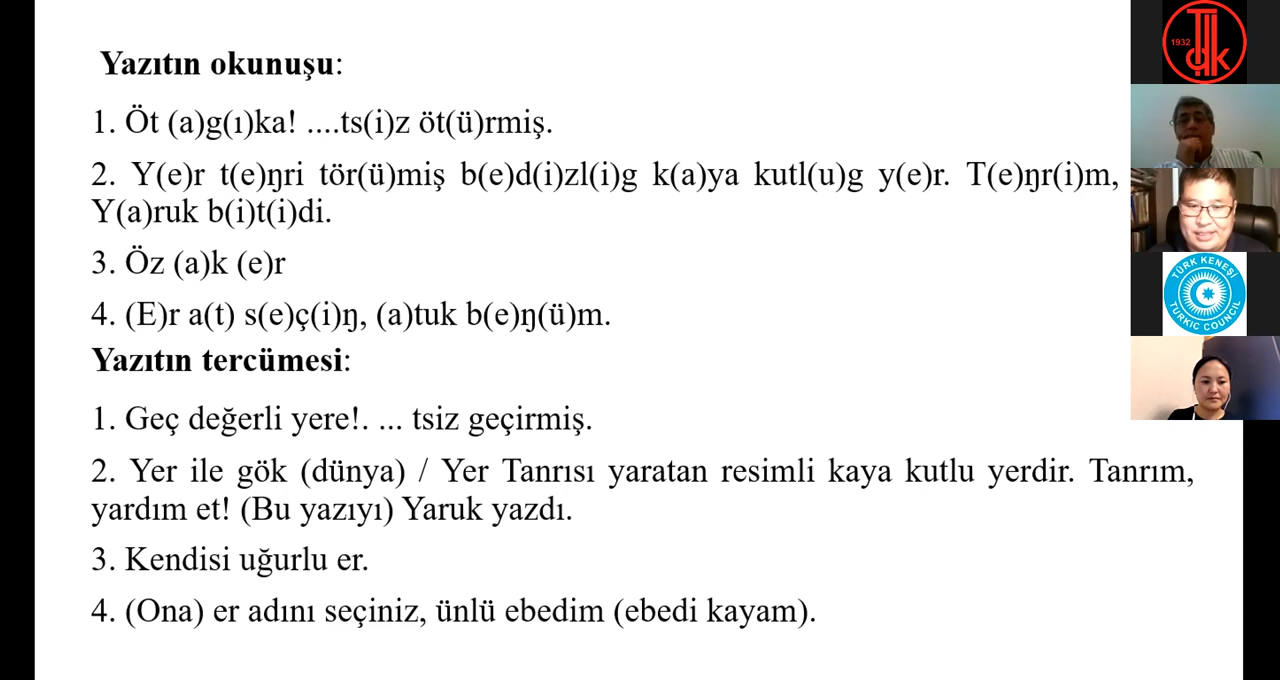 Yazıtın okunuşu:
1. Öt (a)g(ı)ka! ....ts(i)z öt(ü)rmiş.
2. Y(e)r t(e)ŋri tör(ü)miş b(e)d(i)zl(i)g k(a)ya kutl(u)g y(e)r. T(e)ŋr(i)m,
Y(a)ruk b(i)t(i)di.
3. Öz (a)k (e)r
4. (E)r a(t) s(e)ç(i)ŋ, (a)tuk b(e)ŋ(ü)m.
Yazıtın tercümesi:
1. Geç değerli yere!. ... tsiz geçirmiş.
2. Yer ile gök (dünya) / Yer Tanrısı yaratan resimli kaya kutlu yerdir. Tanrım,
yardım et! (Bu yazıyı) Yaruk yazdı.
3. Kendisi uğurlu er.
4. (Ona) er adını seçiniz, ünlü ebedim (ebedi kayam).
1932
TDK
TÜRK KENEŞİ
TURKIC COUNCIL